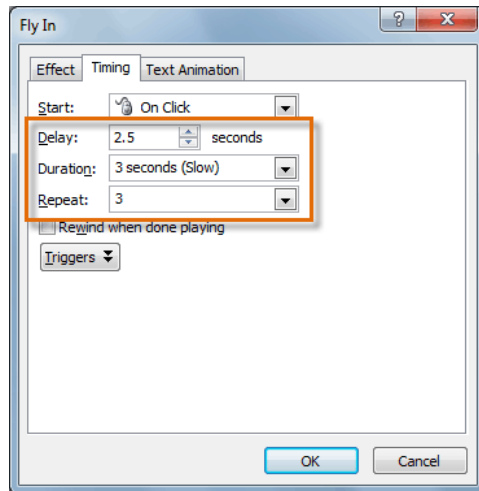 Fly In
Effect Timing Text Animation
Start: On Click
Delay: 2.5 seconds
Duration: 3 seconds (Slow)
Repeat: 3
Rewind when done playing
Triggers
OK Cancel